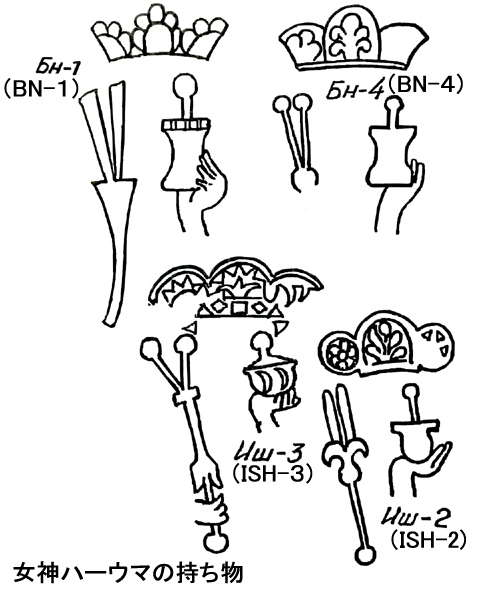 Бн-1
(BN-1)
Бн-4 (BN-4)
Иш-3
(ISH-3)
Иш-2
(ISH-2)
女神ハーウマの持ち物